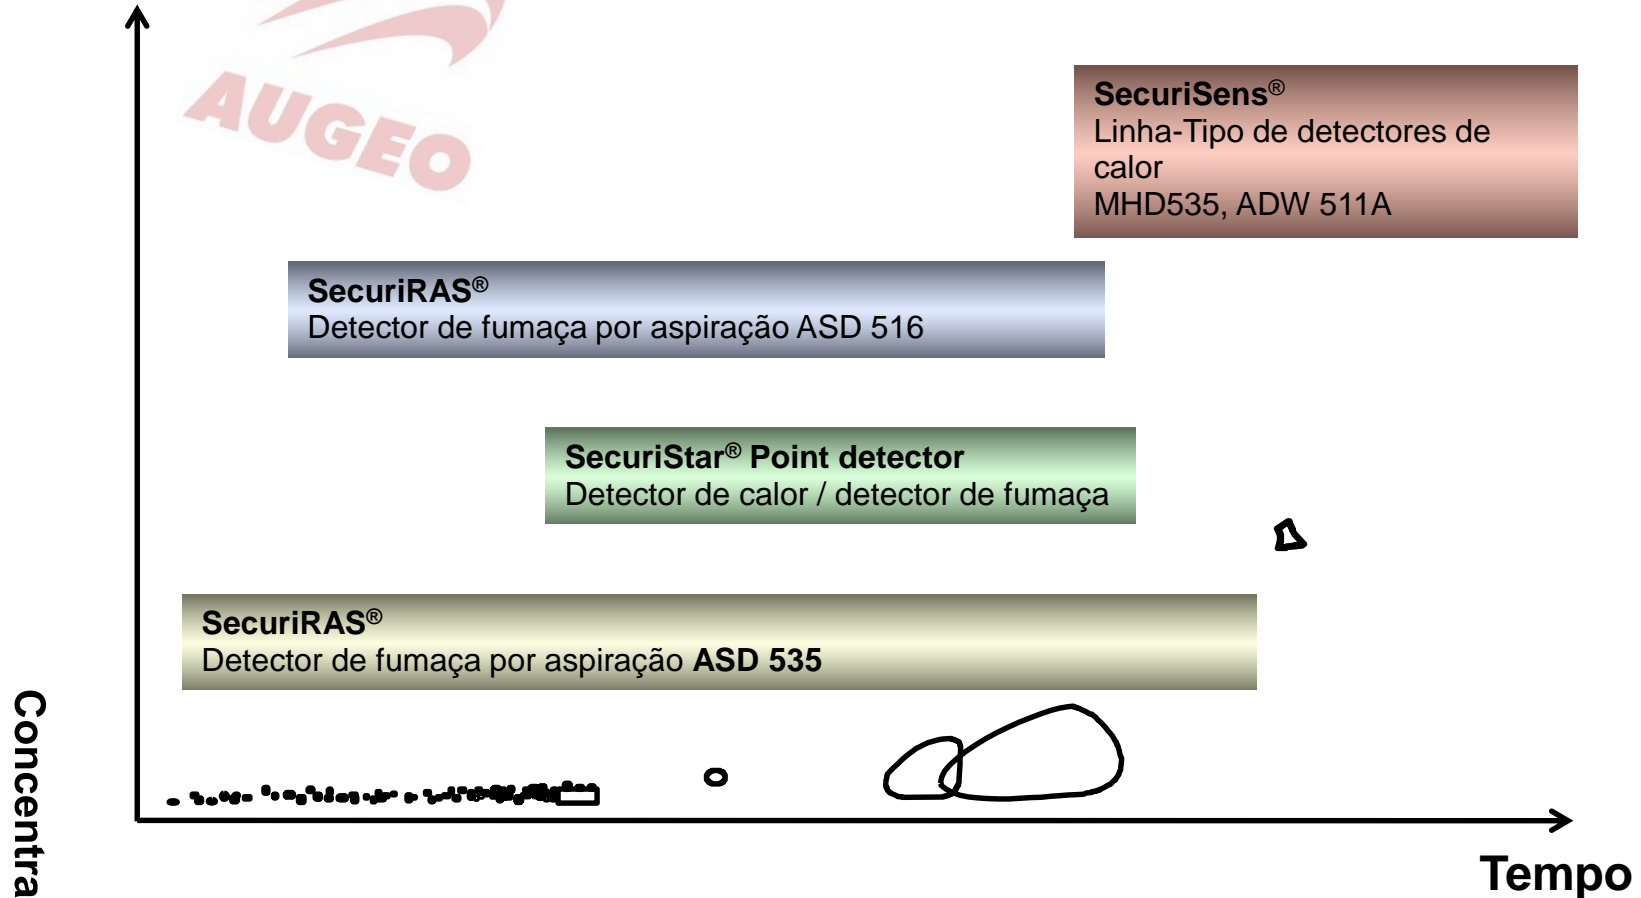 AUGEO
SecuriSens®
Linha-Tipo de detectores de
calor
MHD535, ADW 511A
SecuriRAS®
Detector de fumaça por aspiração ASD 516
SecuriStar® Point detector
Detector de calor / detector de fumaça
SecuriRAS®
Detector de fumaça por aspiração ASD 535
Concentra
Tempo